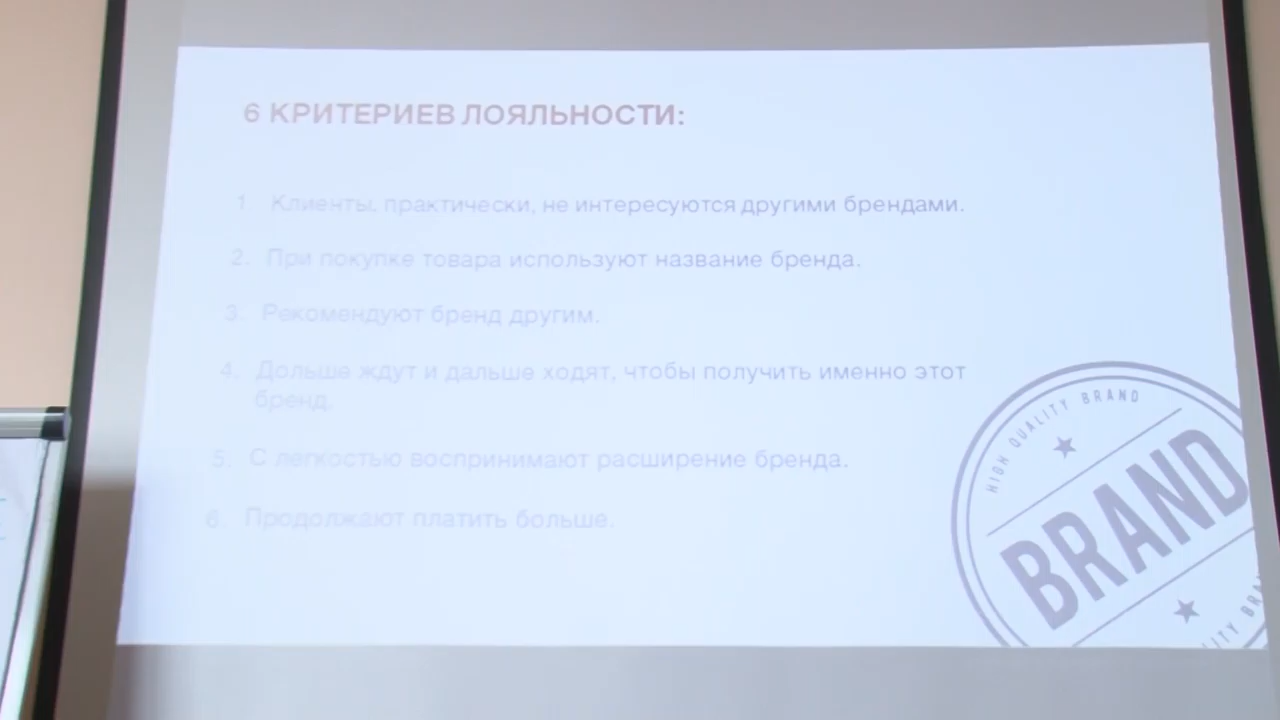 6 КРИТЕРИЕВ ЛОЯЛЬНОСТИ:
1. Клиенты, практически, не интересуются другими брендами.
2. При покупке товара используют название бренда.
3. Рекомендуют бренд другим.
4. Дольше ждут и дальше ходят, чтобы получить именно этот
бренд.
5. С легкостью воспринимают расширение бренда.
6. Продолжают платить больше.
HIGH QUALITY BRAND
BRAND